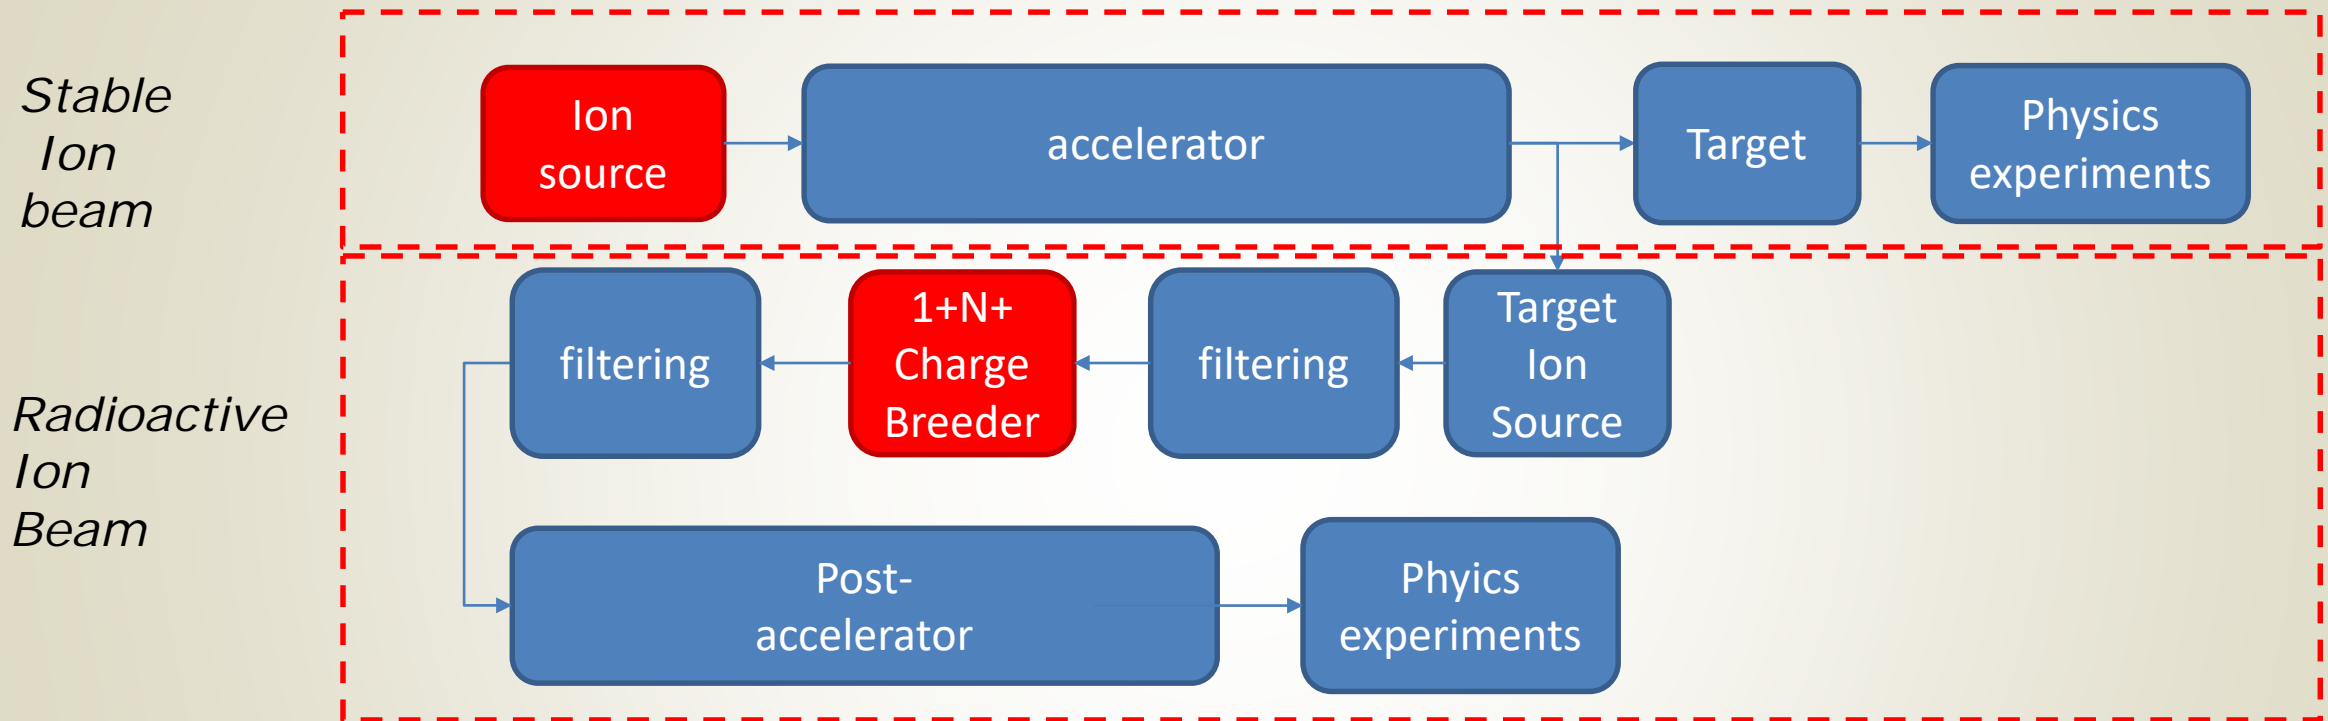 Stable
Ion
beam
Ion
source
accelerator
Target
Physics
experiments
Radioactive
Ion
Beam
filtering
1+N+
Charge
Breeder
filtering
Target
Ion
Source
Post-
accelerator
Phyics
experiments